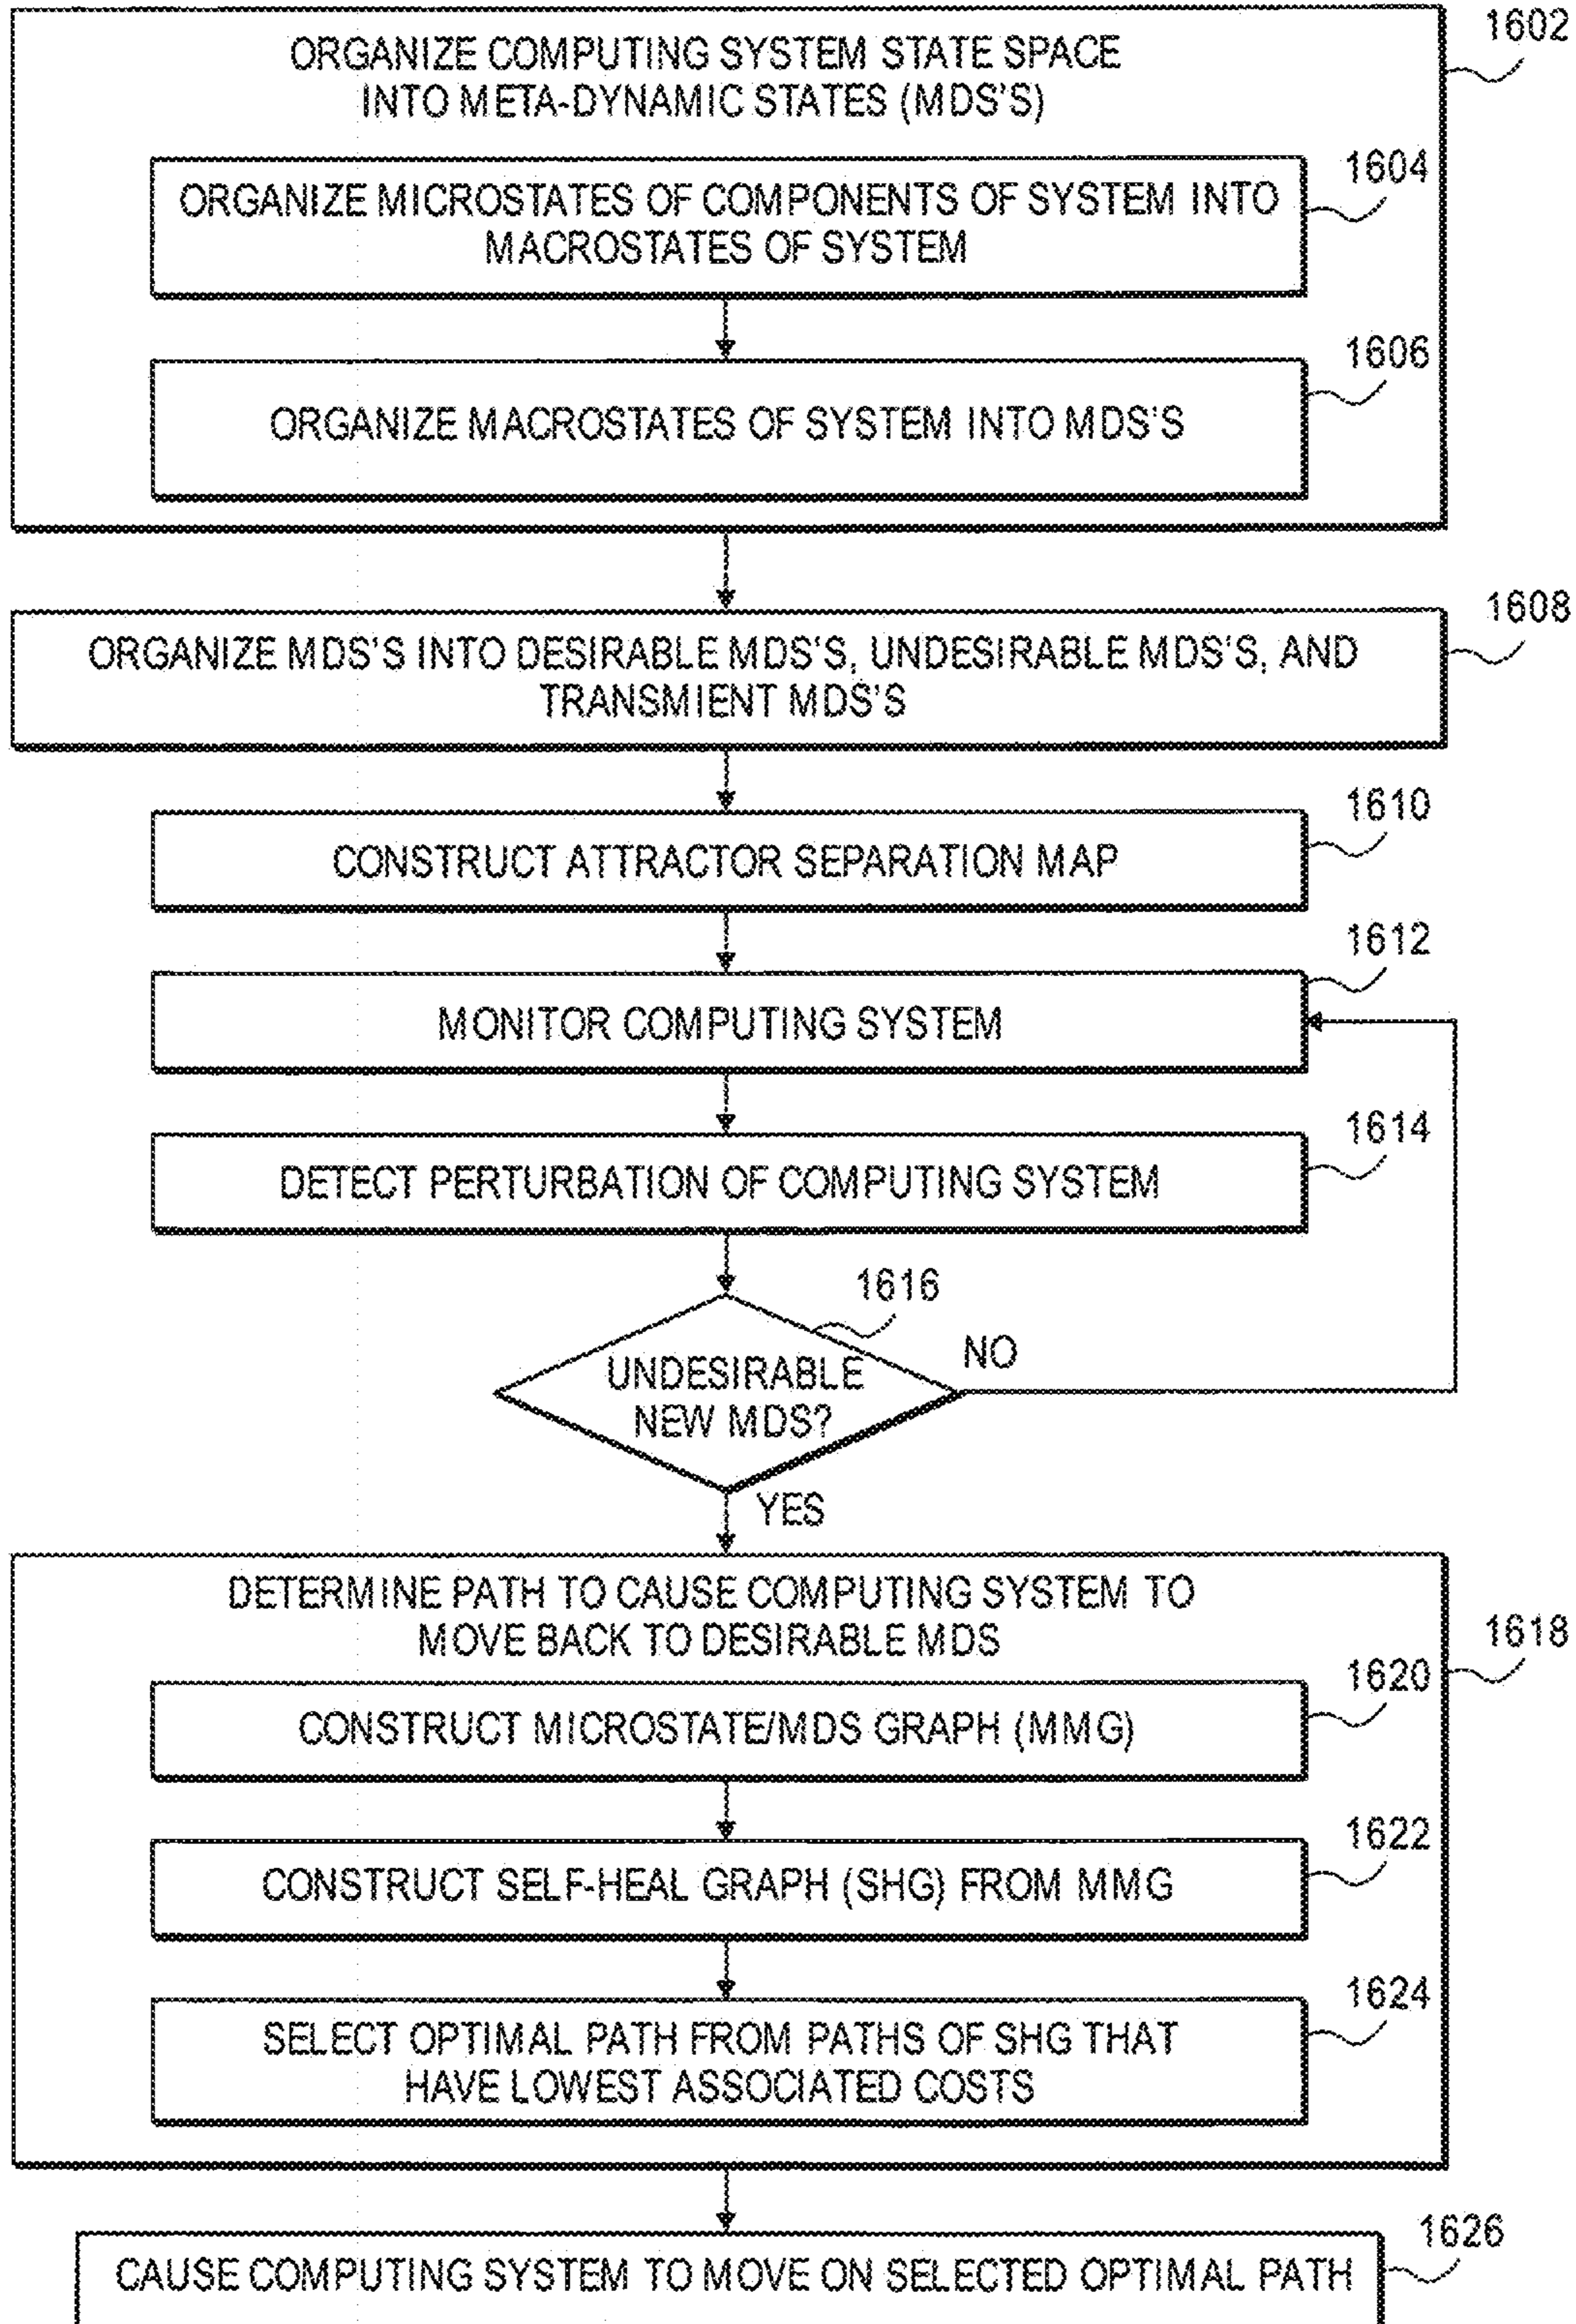 1602
ORGANIZE COMPUTING SYSTEM STATE SPACE
INTO META-DYNAMIC STATES (MDS'S)
1604
ORGANIZE MICROSTATES OF COMPONENTS OF SYSTEM INTO
MACROSTATES OF SYSTEM
1606
ORGANIZE MACROSTATES OF SYSTEM INTO MDS'S
1608
ORGANIZE MDS'S INTO DESIRABLE MDS'S, UNDESIRABLE MDS'S, AND
TRANSMIENT MDS'S
1610
CONSTRUCT ATTRACTOR SEPARATION MAP
1612
MONITOR COMPUTING SYSTEM
1614
DETECT PERTURBATION OF COMPUTING SYSTEM
1616
NO
UNDESIRABLE
NEW MDS?
YES
DETERMINE PATH TO CAUSE COMPUTING SYSTEM TO
MOVE BACK TO DESIRABLE MDS
1618
1620
CONSTRUCT MICROSTATE/MDS GRAPH (MMG)
1622
CONSTRUCT SELF-HEAL GRAPH (SHG) FROM MMG
1624
SELECT OPTIMAL PATH FROM PATHS OF SHG THAT
HAVE LOWEST ASSOCIATED COSTS
1626
CAUSE COMPUTING SYSTEM TO MOVE ON SELECTED OPTIMAL PATH